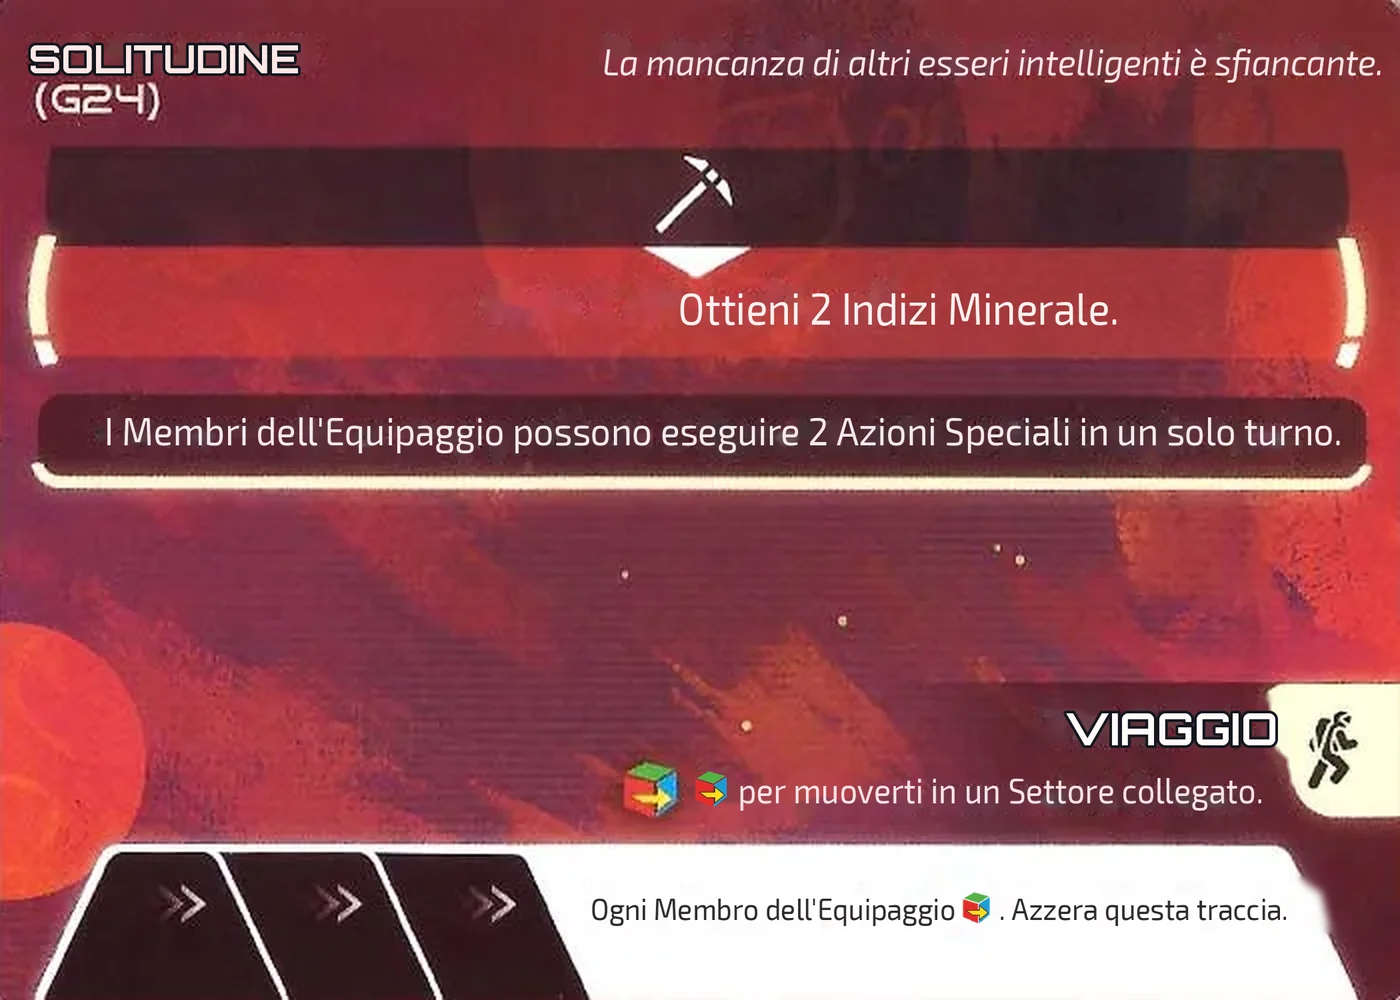 SOLITUDINE
(G24)
La mancanza di altri esseri intelligenti è sfiancante.
Ottieni 2 Indizi Minerale.
I Membri dell'Equipaggio possono eseguire 2 Azioni Speciali in un solo turno.
VIAGGIO
per muoverti in un Settore collegato.
Ogni Membro dell'Equipaggio . Azzera questa traccia.